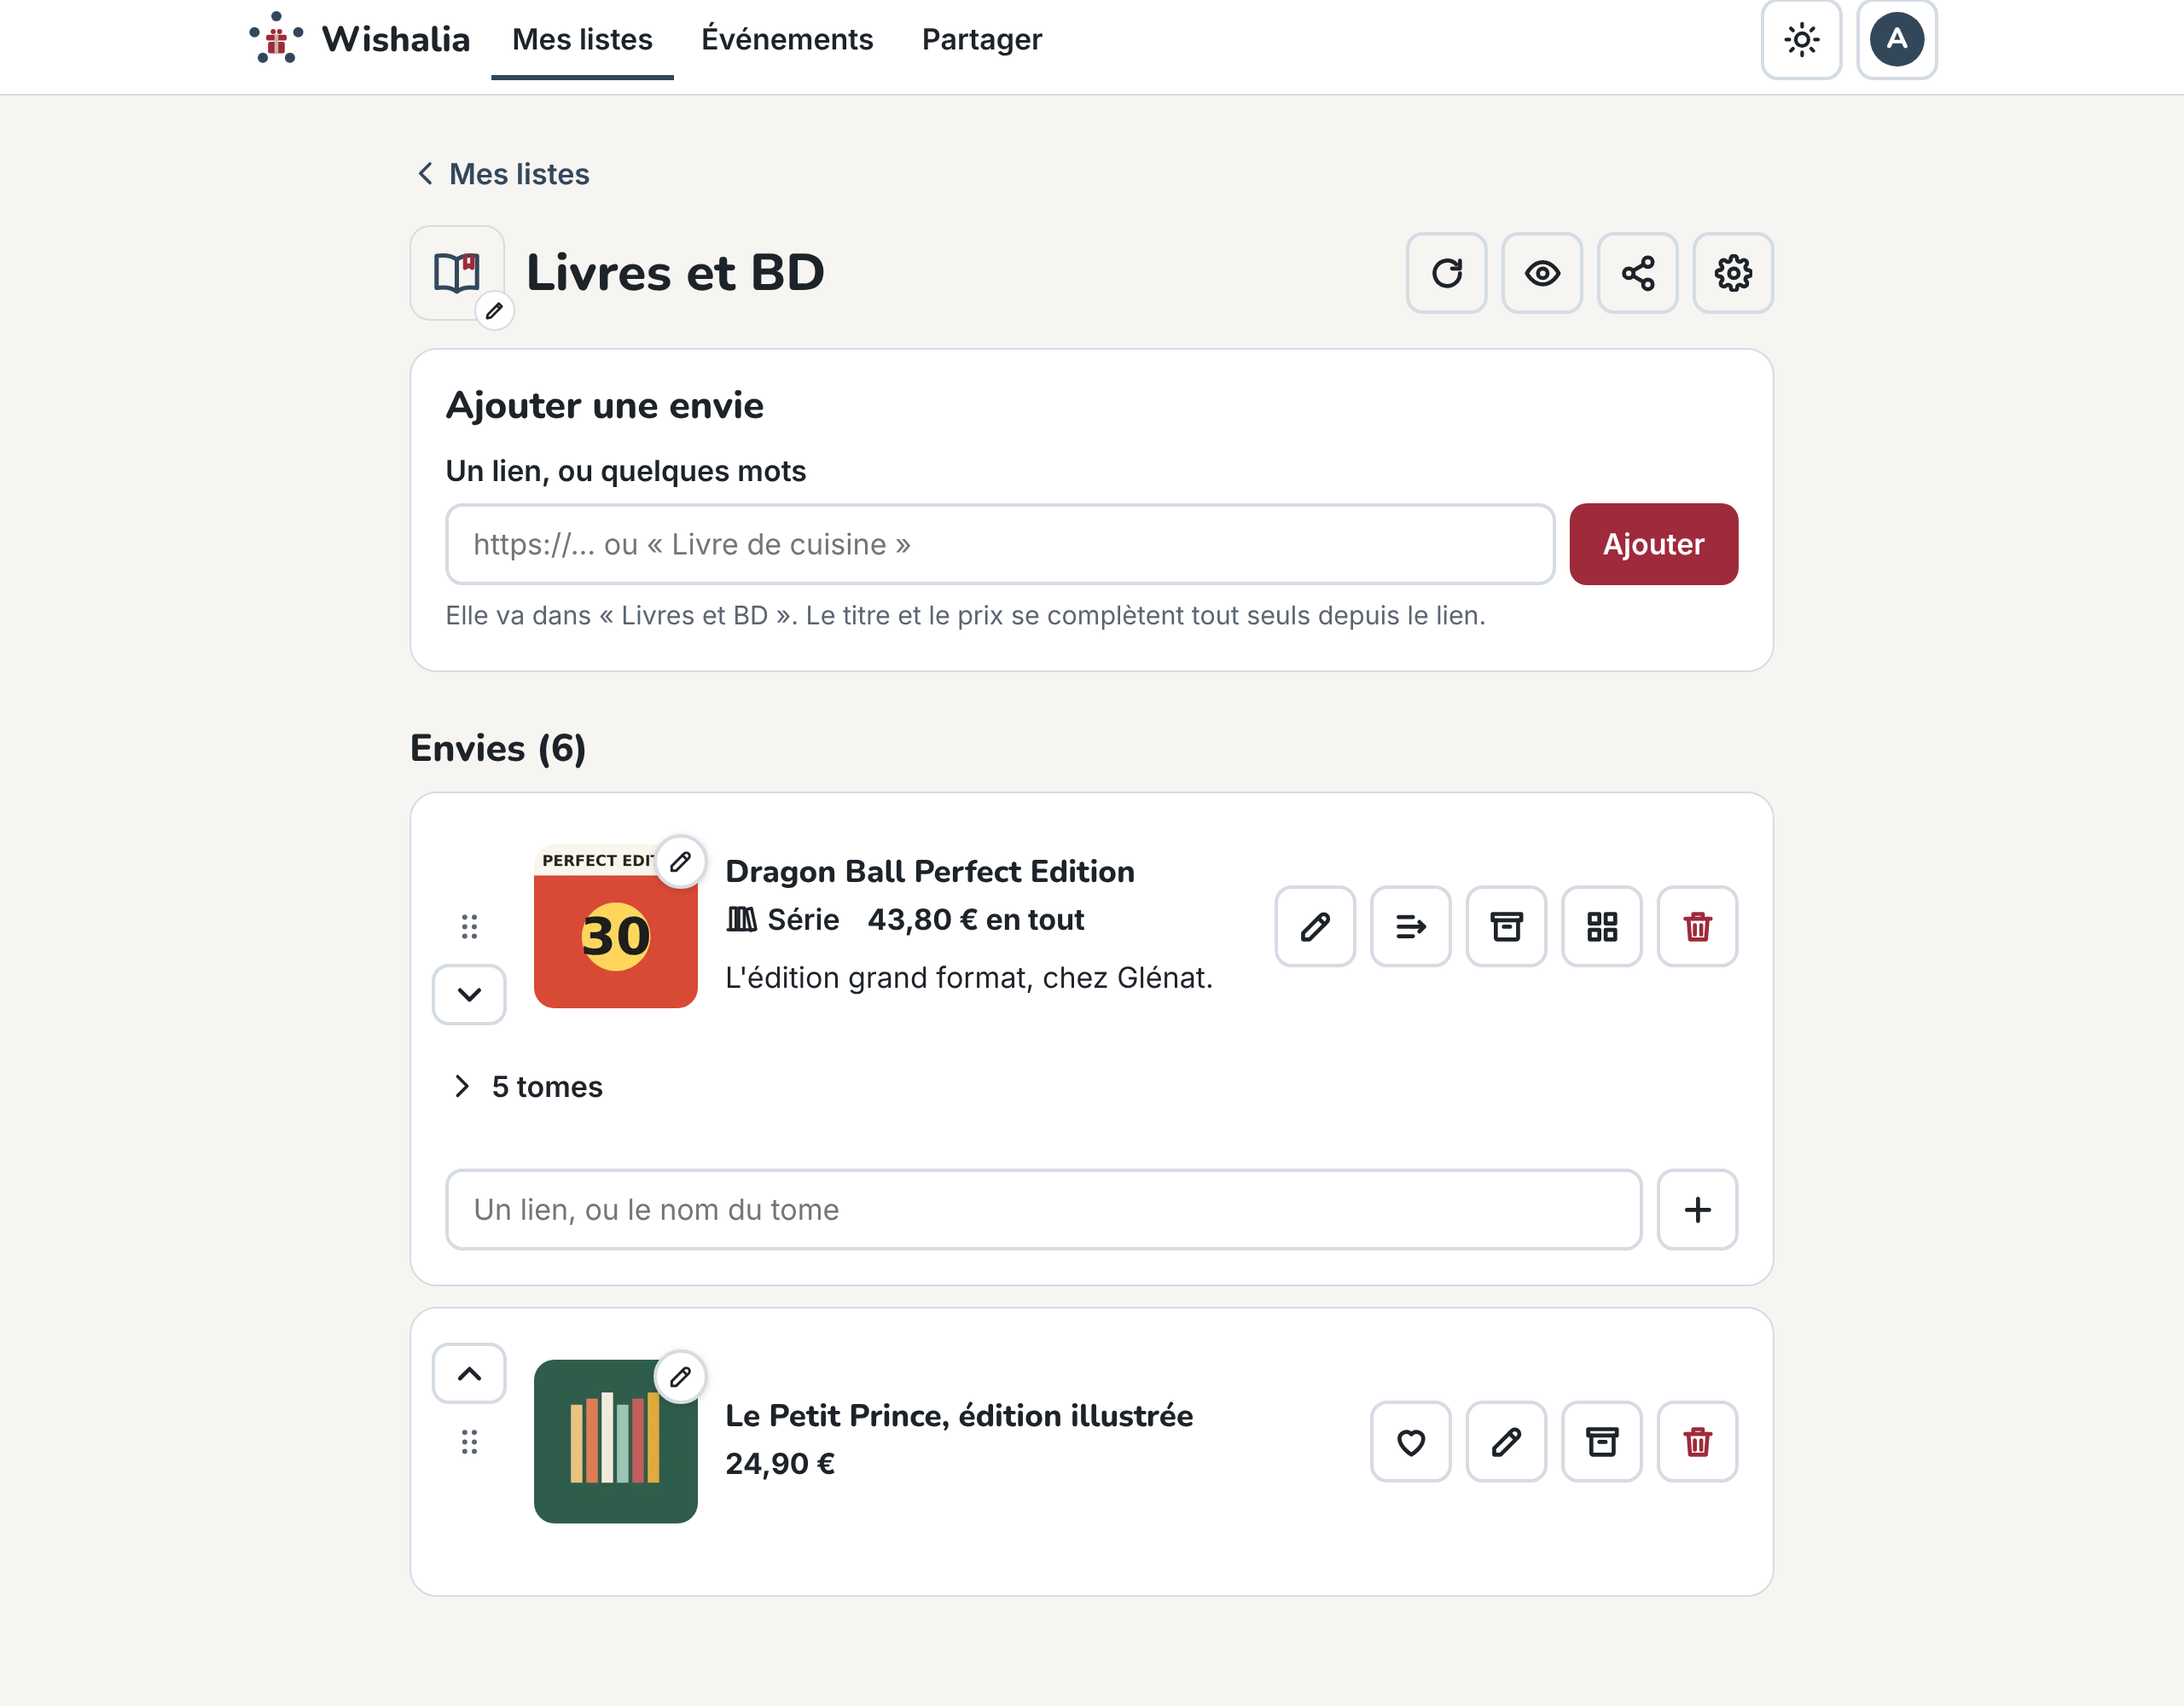 Wishalia
Mes listes
Événements
Partager
A
Mes listes
Livres et BD
Ajouter une envie
Un lien, ou quelques mots
https://... ou « Livre de cuisine »
Ajouter
Elle va dans « Livres et BD ». Le titre et le prix se complètent tout seuls depuis le lien.
Envies (6)
PERFECT
30
Dragon Ball Perfect Edition
Série 43,80 € en tout
L'édition grand format, chez Glénat.
5 tomes
Un lien, ou le nom du tome
Le Petit Prince, édition illustrée
24,90 €